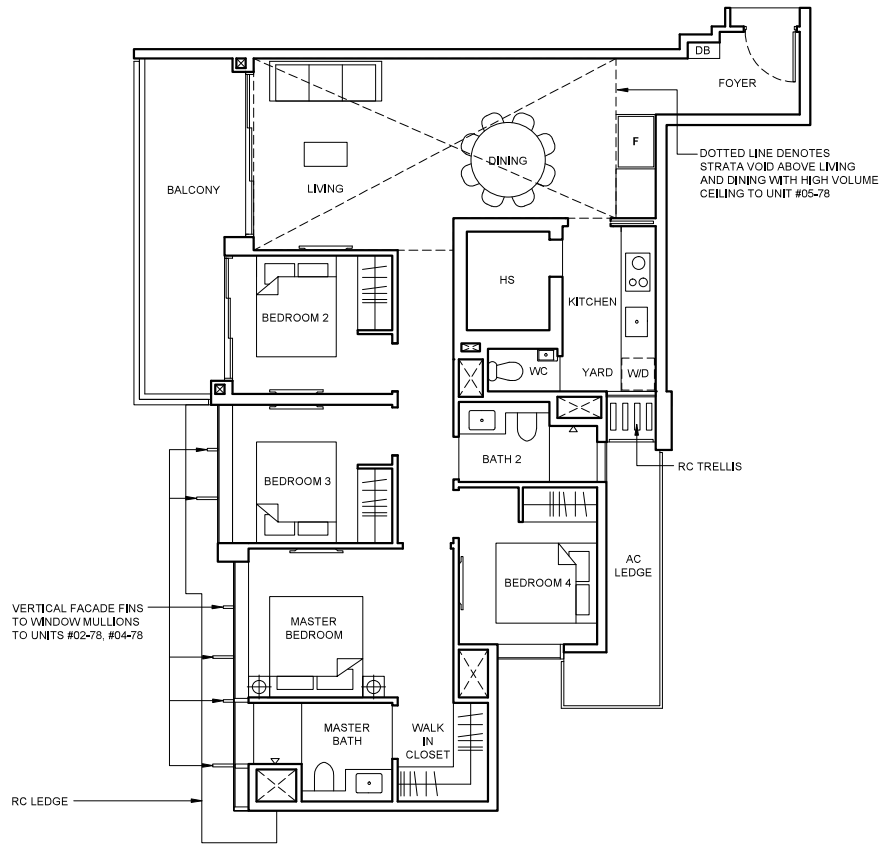 DB
FOYER
F
DOTTED LINE DENOTES
STRATA VOID ABOVE LIVING
AND DINING WITH HIGH VOLUME
CEILING TO UNIT #05-78
DINING
LIVING
BALCONY
HS
KITCHEN
BEDROOM 2
WC
YARD
W/D
BATH 2
RC TRELLIS
BEDROOM 3
AC
LEDGE
BEDROOM 4
VERTICAL FACADE FINS
TO WINDOW MULLIONS
TO UNITS #02-78, #04-78
MASTER
BEDROOM
X
MASTER
BATH
WALK
IN
CLOSET
RC LEDGE